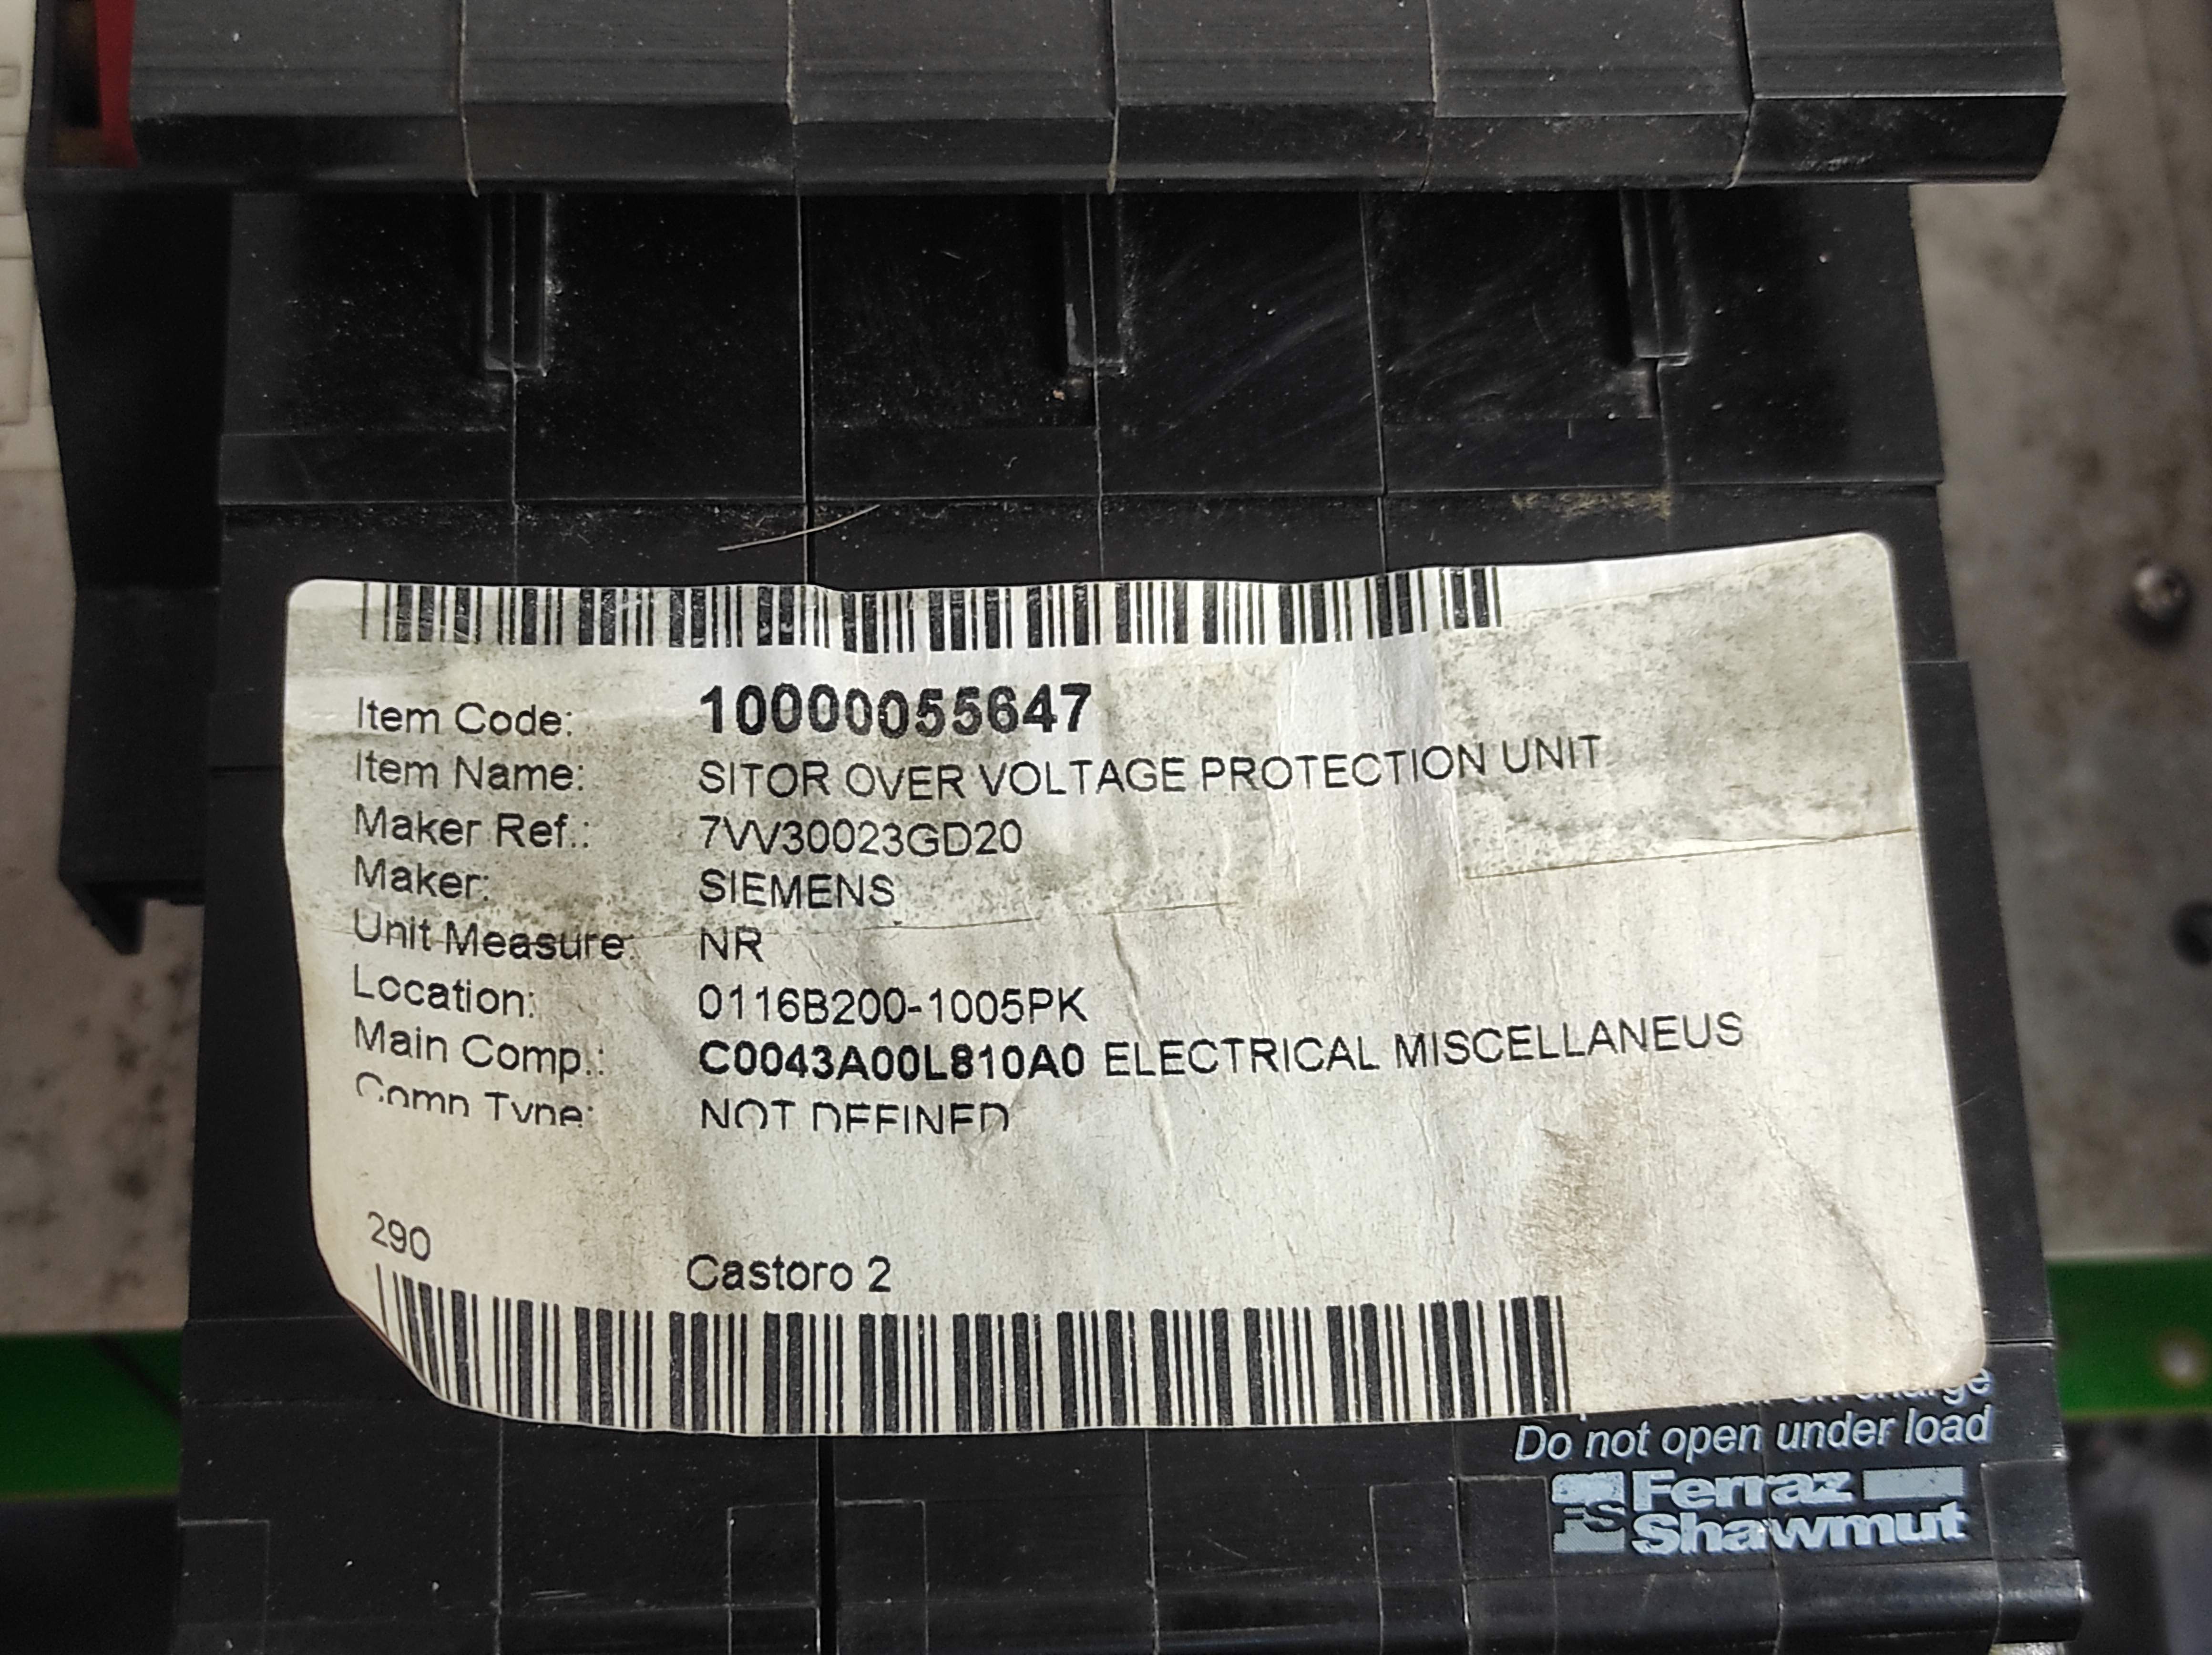 Item Code: 10000055647
Item Name: SITOR OVER VOLTAGE PROTECTION UNIT
Maker Ref.: 7VV30023GD20
Maker: SIEMENS
Unit Measure: NR
Location: 0116B200-1005PK
Main Comp.: C0043A00L810A0 ELECTRICAL MISCELLANEUS
Comp Type: NOT DEFINED
290
Castoro 2
charge
Do not open under load
FS Ferraz
Shawmut